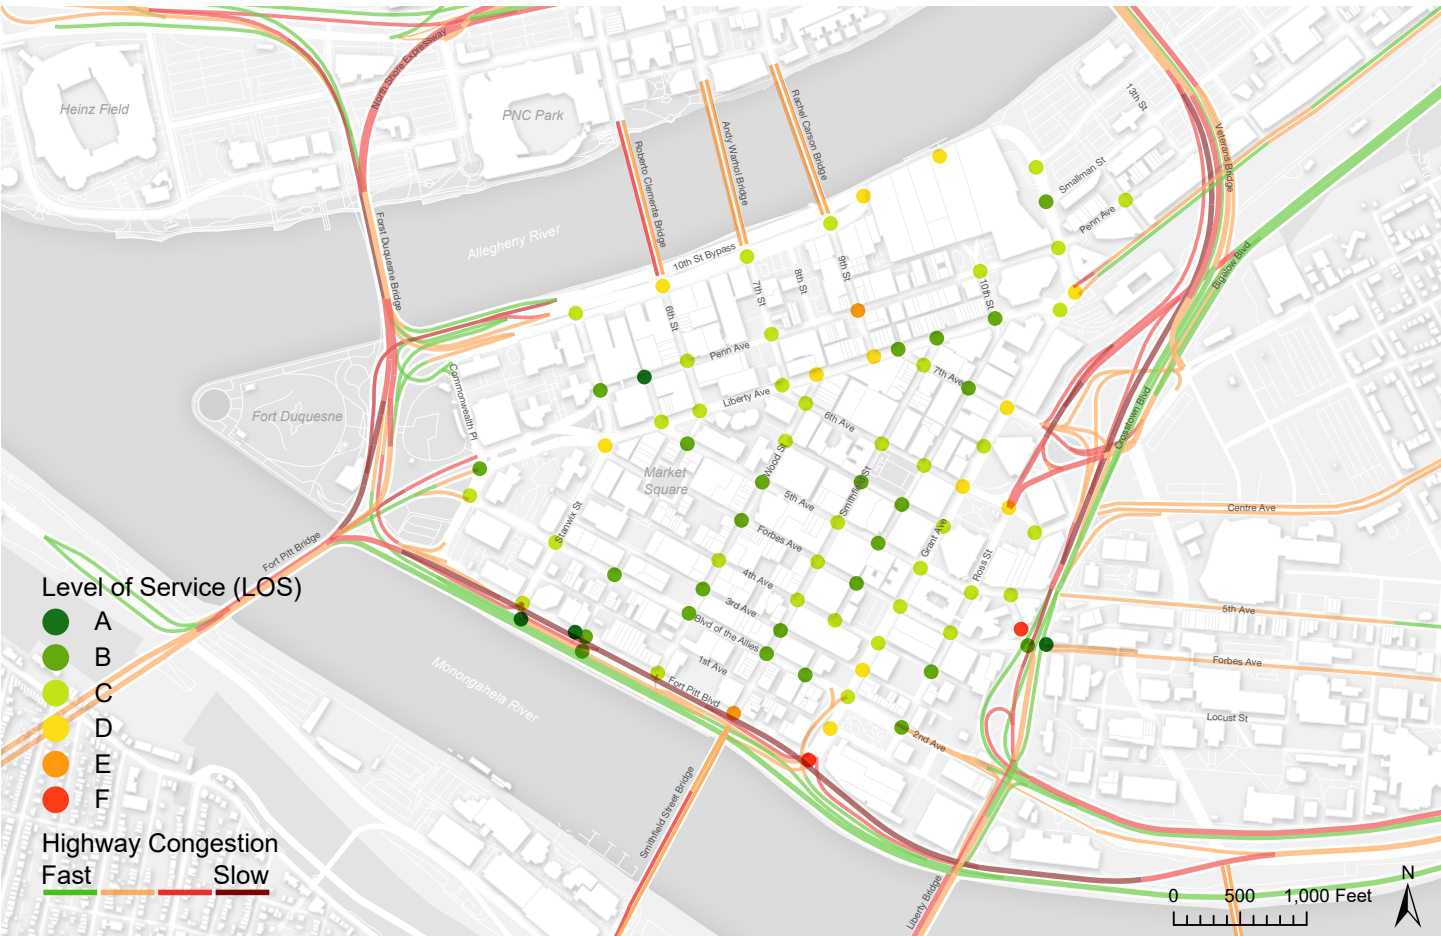 North Shore Expressway
Heinz Field
PNC Park
13th St
Rachel Carson Bridge
Andy Warhol Bridge
Roberto Clemente Bridge
Veterans Bridge
Smallman St
Penn Ave
Forst Duquesne Bridge
Allegheny River
10th St Bypass
Bigelow Blvd
9th St
8th St
7th St
10th St
6th St
Penn Ave
7th Ave
Commonwealth Pl
Fort Duquesne
Liberty Ave
6th Ave
Crosstown Blvd
Wood St
Market
Square
Smithfield St
5th Ave
Stanwix St
Forbes Ave
Grant Ave
Centre Ave
Fort Pitt Bridge
Ross St
4th Ave
3rd Ave
5th Ave
Blvd of the Allies
1st Ave
Forbes Ave
Fort Pitt Blvd
Monongahela River
Locust St
2nd Ave
Smithfield Street Bridge
Liberty Bridge
Level of Service (LOS)
A
B
C
D
E
F
Highway Congestion
Fast Slow
N
0 500 1,000 Feet